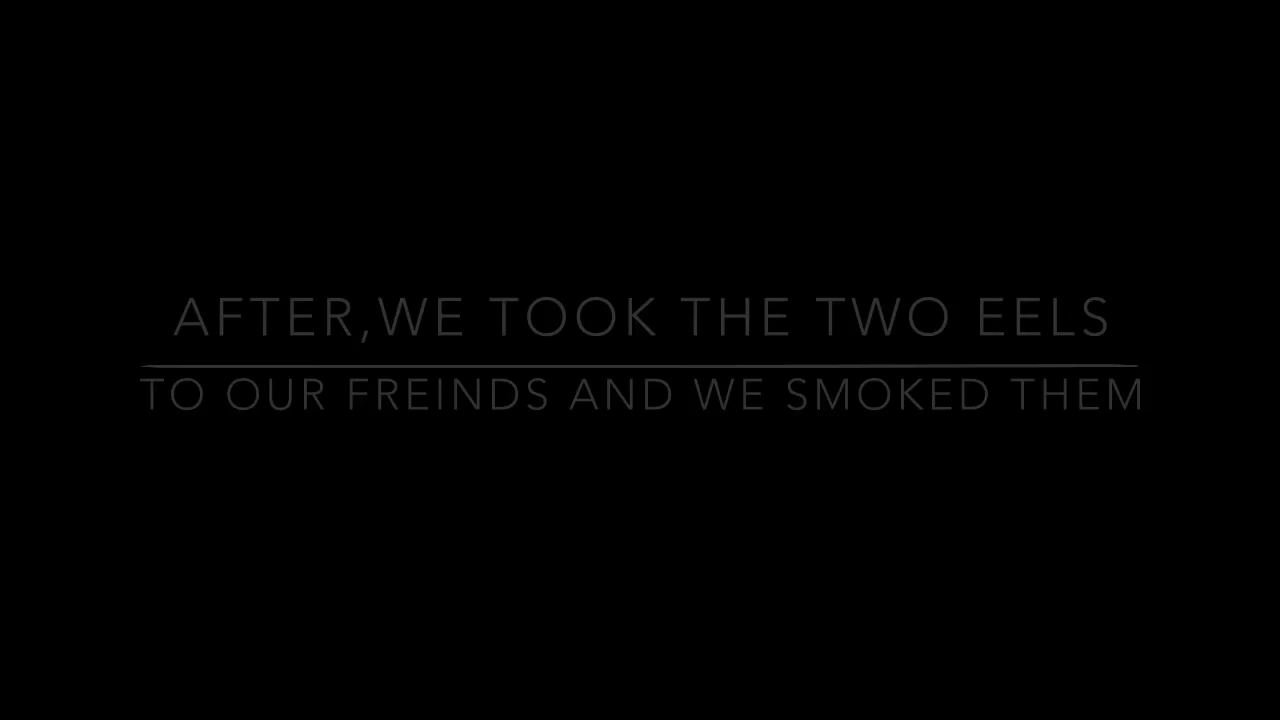 AFTER,WE TOOK THE TWO EELS
TO OUR FREINDS AND WE SMOKED THEM